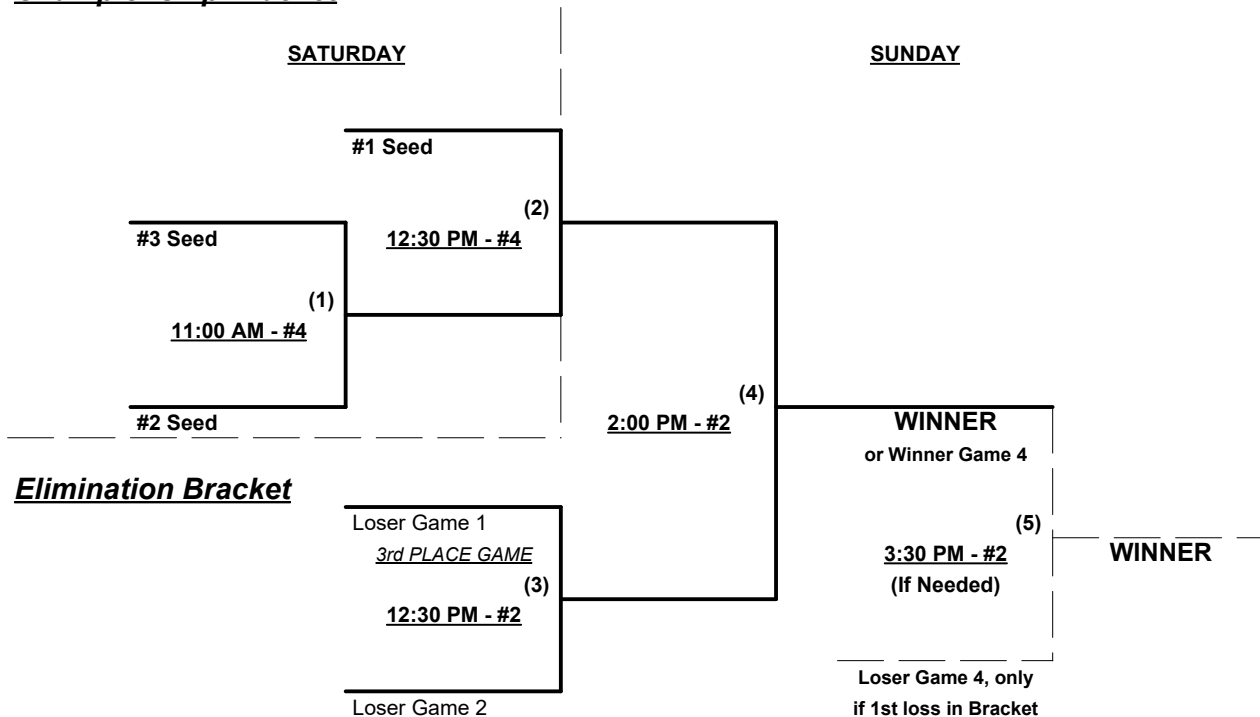 SATURDAY
SUNDAY
#1 Seed
(2)
12:30 PM - #4
#3 Seed
(1)
11:00 AM - #4
#2 Seed
(4)
2:00 PM - #2
WINNER
or Winner Game 4
Elimination Bracket
Loser Game 1
3rd PLACE GAME
(3)
12:30 PM - #2
Loser Game 2
(5)
3:30 PM - #2
(If Needed)
WINNER
Loser Game 4, only
if 1st loss in Bracket